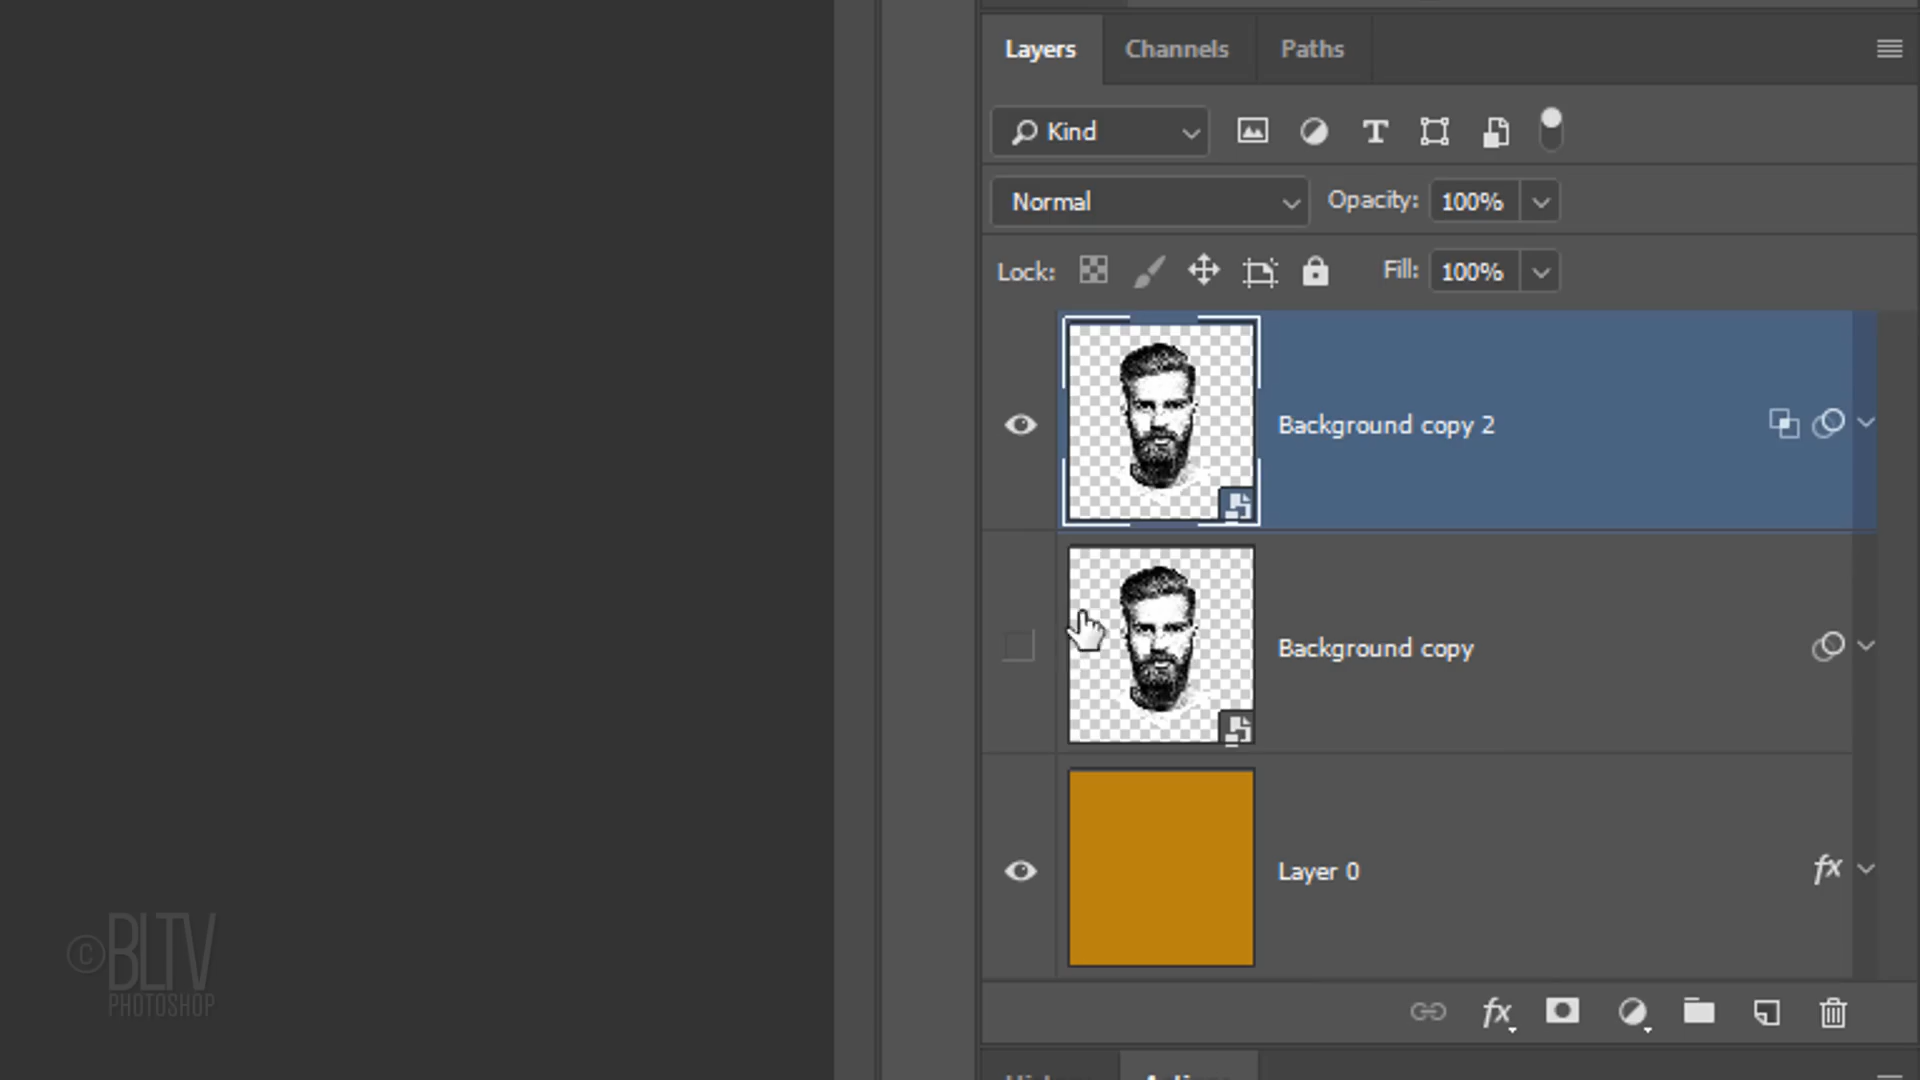 Layers Channels Paths
Kind
Normal Opacity: 100%
Lock: Fill: 100%
Background copy 2
Background copy
Layer 0
fx
fx
©BLTV
PHOTOSHOP